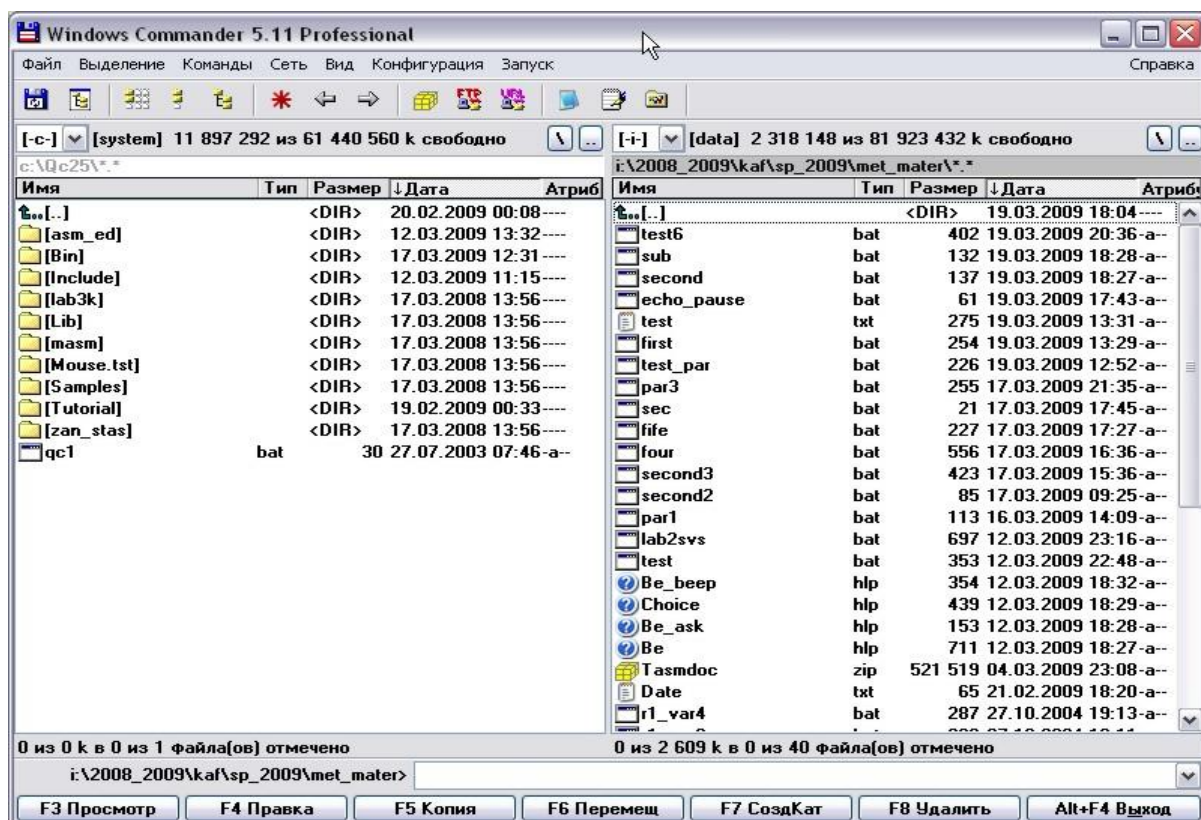 Windows Commander 5.11 Professional
Файл Выделение Команды Сеть Вид Конфигурация Запуск Справка
FTP URL
[-c-] [system] 11 897 292 из 61 440 560 k свободно \ ..
c:\Qc25\*.*
Имя Тип Размер ↓Дата Атриб
[..] <DIR> 20.02.2009 00:08 ----
[asm_ed] <DIR> 12.03.2009 13:32 ----
[Bin] <DIR> 17.03.2009 12:31 ----
[Include] <DIR> 12.03.2009 11:15 ----
[lab3k] <DIR> 17.03.2008 13:56 ----
[Lib] <DIR> 17.03.2008 13:56 ----
[masm] <DIR> 17.03.2008 13:56 ----
[Mouse.tst] <DIR> 17.03.2008 13:56 ----
[Samples] <DIR> 17.03.2008 13:56 ----
[Tutorial] <DIR> 19.02.2009 00:33 ----
[zan_stas] <DIR> 17.03.2008 13:56 ----
qc1 bat 30 27.07.2003 07:46 -a--
0 из 0 k в 0 из 1 файла(ов) отмечено
[-i-] [data] 2 318 148 из 81 923 432 k свободно \ ..
i:\2008_2009\kaf\sp_2009\met_mater\*.*
Имя Тип Размер ↓Дата Атриб
[..] <DIR> 19.03.2009 18:04 ----
test6 bat 402 19.03.2009 20:36 -a--
sub bat 132 19.03.2009 18:28 -a--
second bat 137 19.03.2009 18:27 -a--
echo_pause bat 61 19.03.2009 17:43 -a--
test txt 275 19.03.2009 13:31 -a--
first bat 254 19.03.2009 13:29 -a--
test_par bat 226 19.03.2009 12:52 -a--
par3 bat 255 17.03.2009 21:35 -a--
sec bat 21 17.03.2009 17:45 -a--
fife bat 227 17.03.2009 17:27 -a--
four bat 556 17.03.2009 16:36 -a--
second3 bat 423 17.03.2009 15:36 -a--
second2 bat 85 17.03.2009 09:25 -a--
par1 bat 113 16.03.2009 14:09 -a--
lab2svs bat 697 12.03.2009 23:16 -a--
test bat 353 12.03.2009 22:48 -a--
Be_beep hlp 354 12.03.2009 18:32 -a--
Choice hlp 439 12.03.2009 18:29 -a--
Be_ask hlp 153 12.03.2009 18:28 -a--
Be hlp 711 12.03.2009 18:27 -a--
Tasmdoc zip 521 519 04.03.2009 23:08 -a--
Date txt 65 21.02.2009 18:20 -a--
r1_var4 bat 287 27.10.2004 19:13 -a--
0 из 2 609 k в 0 из 40 файла(ов) отмечено
i:\2008_2009\kaf\sp_2009\met_mater>
F3 Просмотр F4 Правка F5 Копия F6 Перемещ F7 СоздКат F8 Удалить Alt+F4 Выход